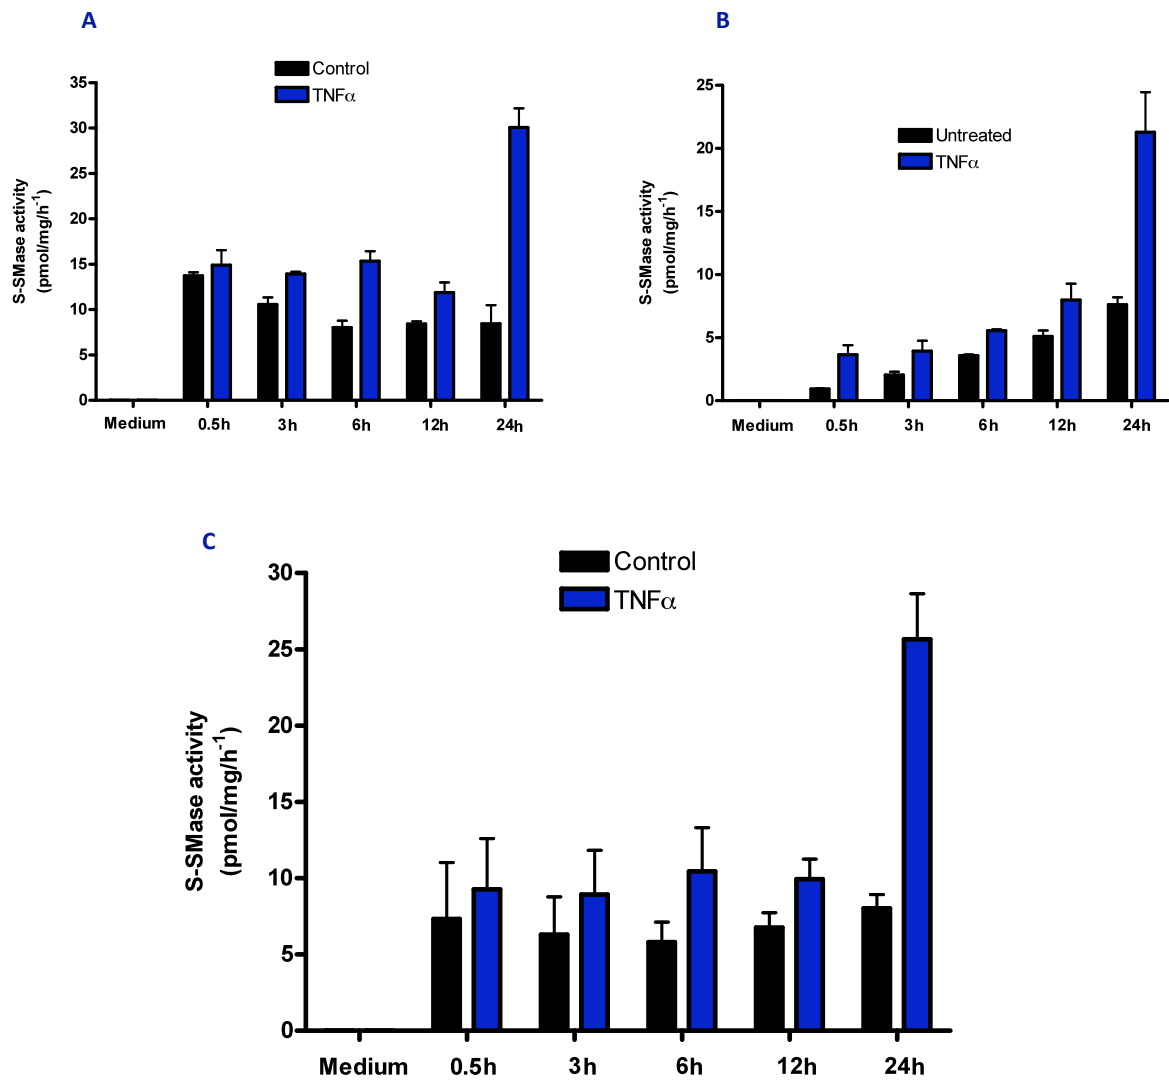 A
Control
TNFα
S-SMase activity
(pmol/mg/h⁻¹)
35
30
25
20
15
10
5
0
Medium 0.5h 3h 6h 12h 24h
B
Untreated
TNFα
S-SMase activity
(pmol/mg/h⁻¹)
25
20
15
10
5
0
Medium 0.5h 3h 6h 12h 24h
C
Control
TNFα
S-SMase activity
(pmol/mg/h⁻¹)
30
25
20
15
10
5
0
Medium 0.5h 3h 6h 12h 24h